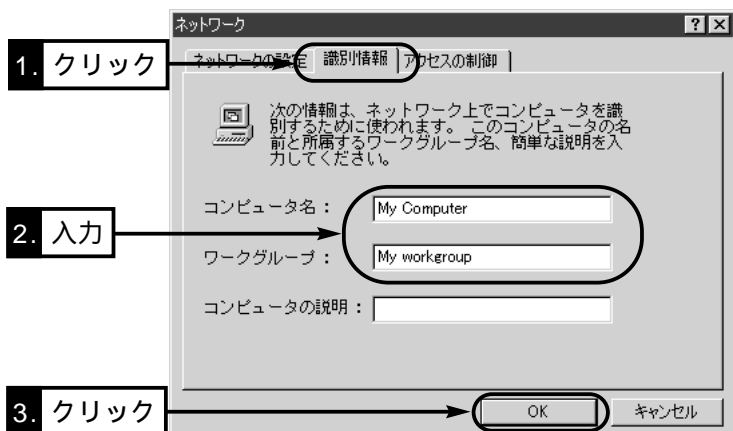 ネットワーク
1. クリック
ネットワークの設定 識別情報 アクセスの制御
次の情報は、ネットワーク上でコンピュータを識
別するために使われます。 このコンピュータの名
前と所属するワークグループ名、簡単な説明を入
力してください。
コンピュータ名： My Computer
2. 入力
ワークグループ： My workgroup
コンピュータの説明：
3. クリック
OK キャンセル